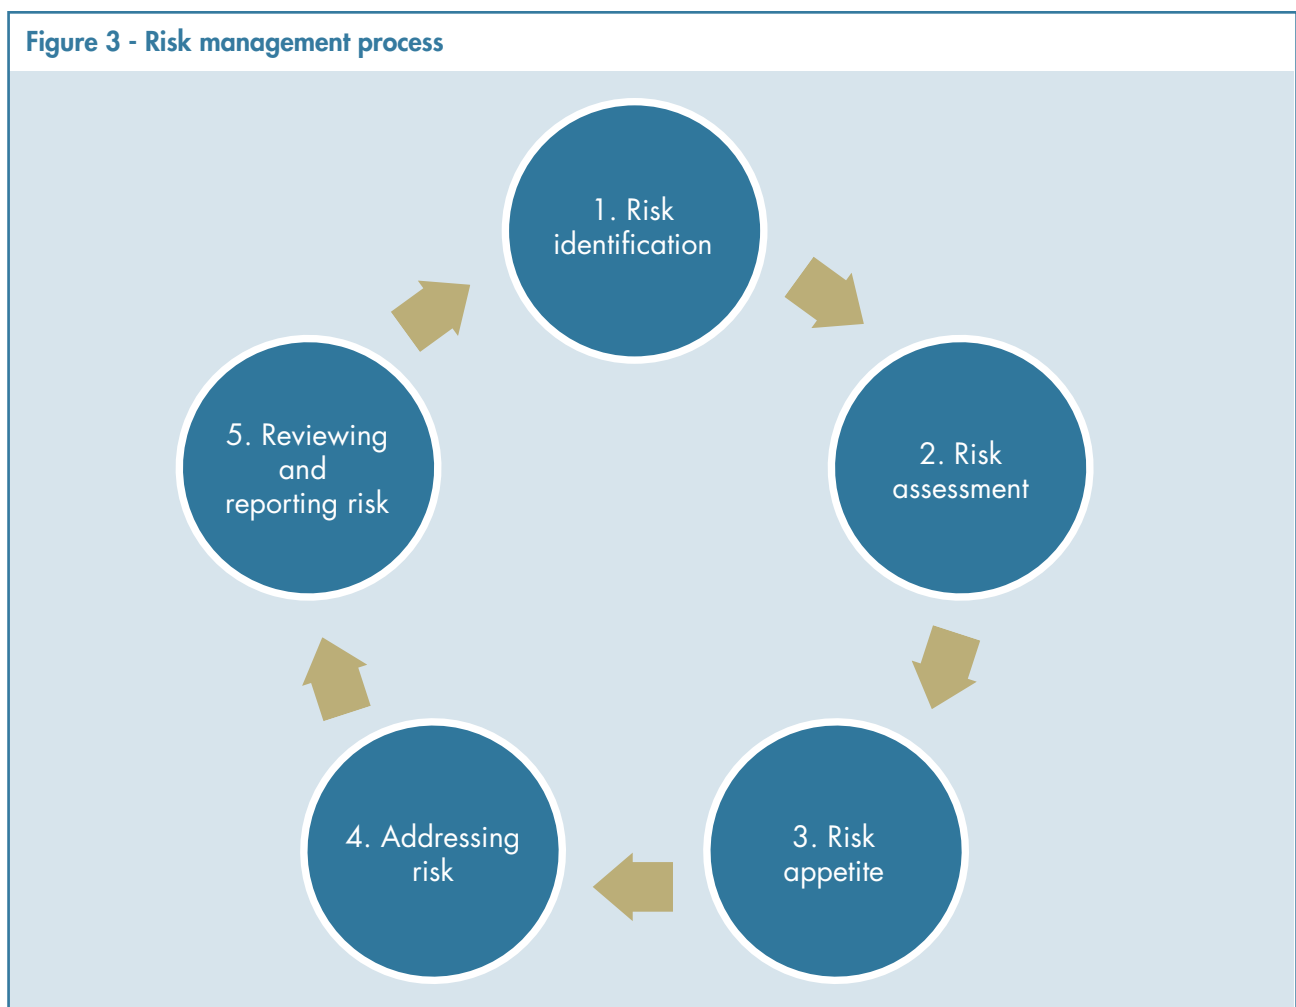 Figure 3 - Risk management process
1. Risk
identification
2. Risk
assessment
3. Risk
appetite
4. Addressing
risk
5. Reviewing
and
reporting risk